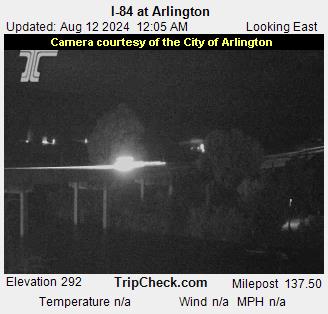 I-84 at Arlington
Updated: Aug 12 2024 12:05 AM Looking East
Camera courtesy of the City of Arlington
Elevation 292 TripCheck.com Milepost 137.50
Temperature n/a Wind n/a MPH n/a